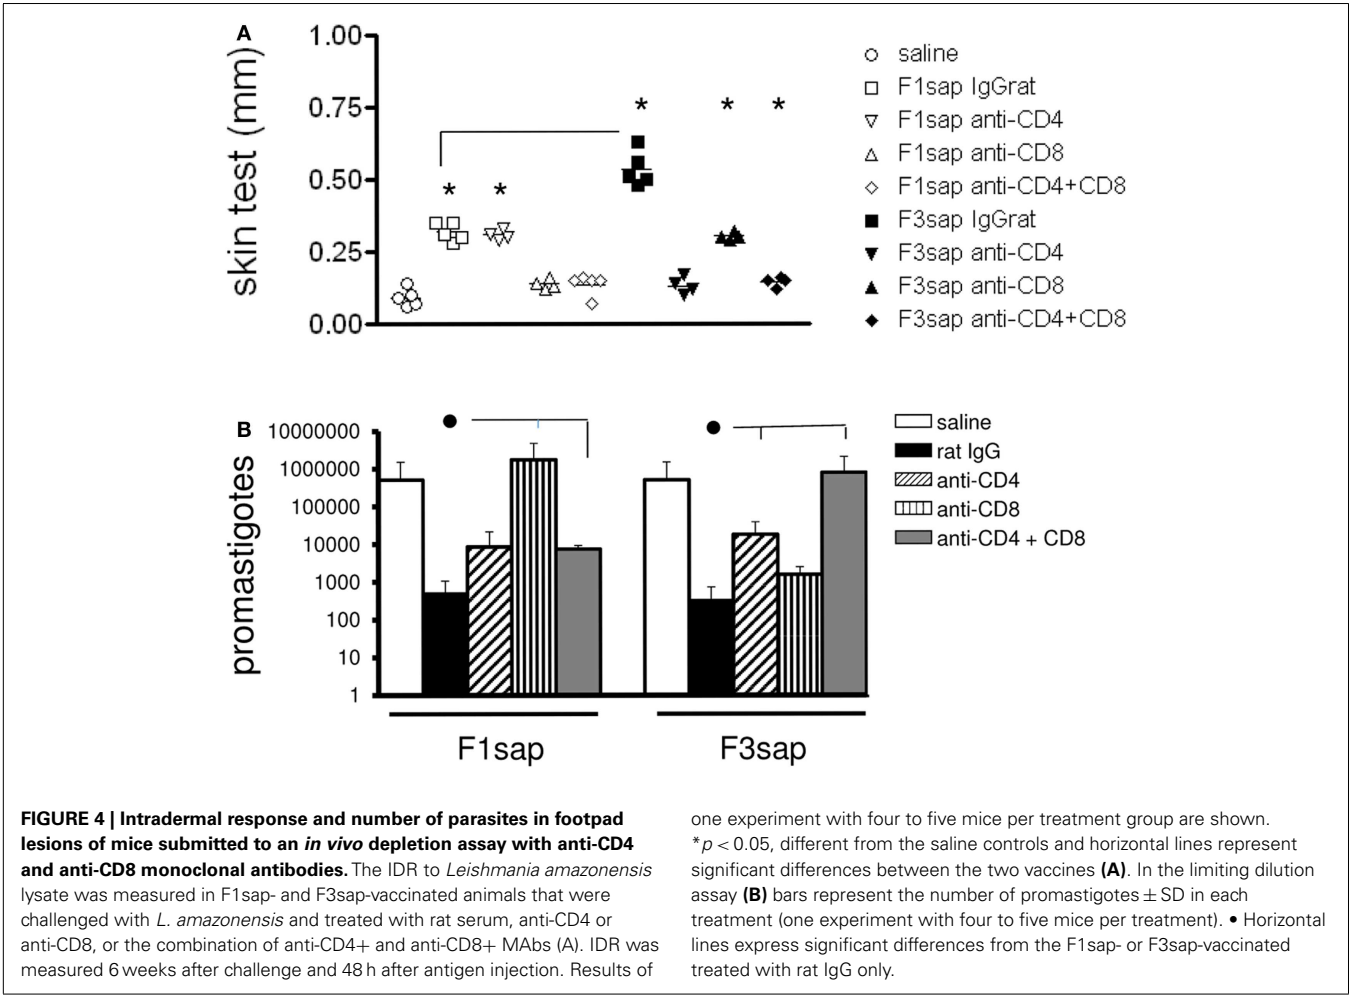 A
1.00
0.75
0.50
0.25
0.00
skin test (mm)
* * * * *
saline
F1sap IgGrat
F1sap anti-CD4
F1sap anti-CD8
F1sap anti-CD4+CD8
F3sap IgGrat
F3sap anti-CD4
F3sap anti-CD8
F3sap anti-CD4+CD8
B
10000000
1000000
100000
10000
1000
100
10
1
promastigotes
F1sap
F3sap
saline
rat IgG
anti-CD4
anti-CD8
anti-CD4 + CD8
FIGURE 4 | Intradermal response and number of parasites in footpad
lesions of mice submitted to an in vivo depletion assay with anti-CD4
and anti-CD8 monoclonal antibodies. The IDR to Leishmania amazonensis
lysate was measured in F1sap- and F3sap-vaccinated animals that were
challenged with L. amazonensis and treated with rat serum, anti-CD4 or
anti-CD8, or the combination of anti-CD4+ and anti-CD8+ MAbs (A). IDR was
measured 6 weeks after challenge and 48 h after antigen injection. Results of
one experiment with four to five mice per treatment group are shown.
*p < 0.05, different from the saline controls and horizontal lines represent
significant differences between the two vaccines (A). In the limiting dilution
assay (B) bars represent the number of promastigotes ± SD in each
treatment (one experiment with four to five mice per treatment). • Horizontal
lines express significant differences from the F1sap- or F3sap-vaccinated
treated with rat IgG only.